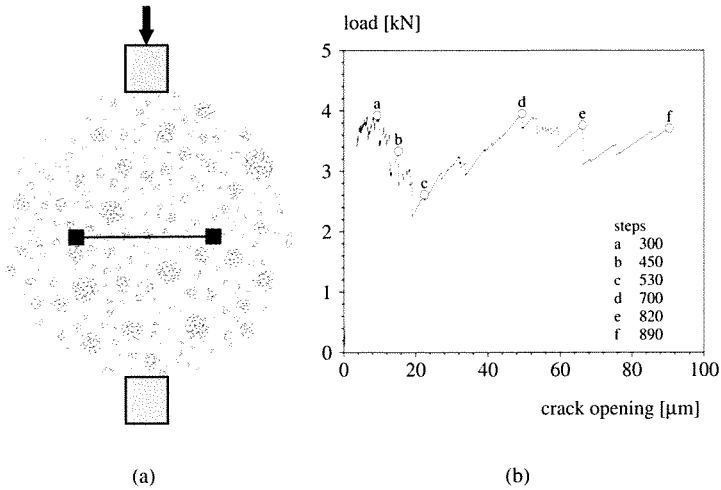 load [kN]
5
4
3
2
1
0
a
b
c
d
e
f
steps
a 300
b 450
c 530
d 700
e 820
f 890
0 20 40 60 80 100
crack opening [μm]
(a) (b)